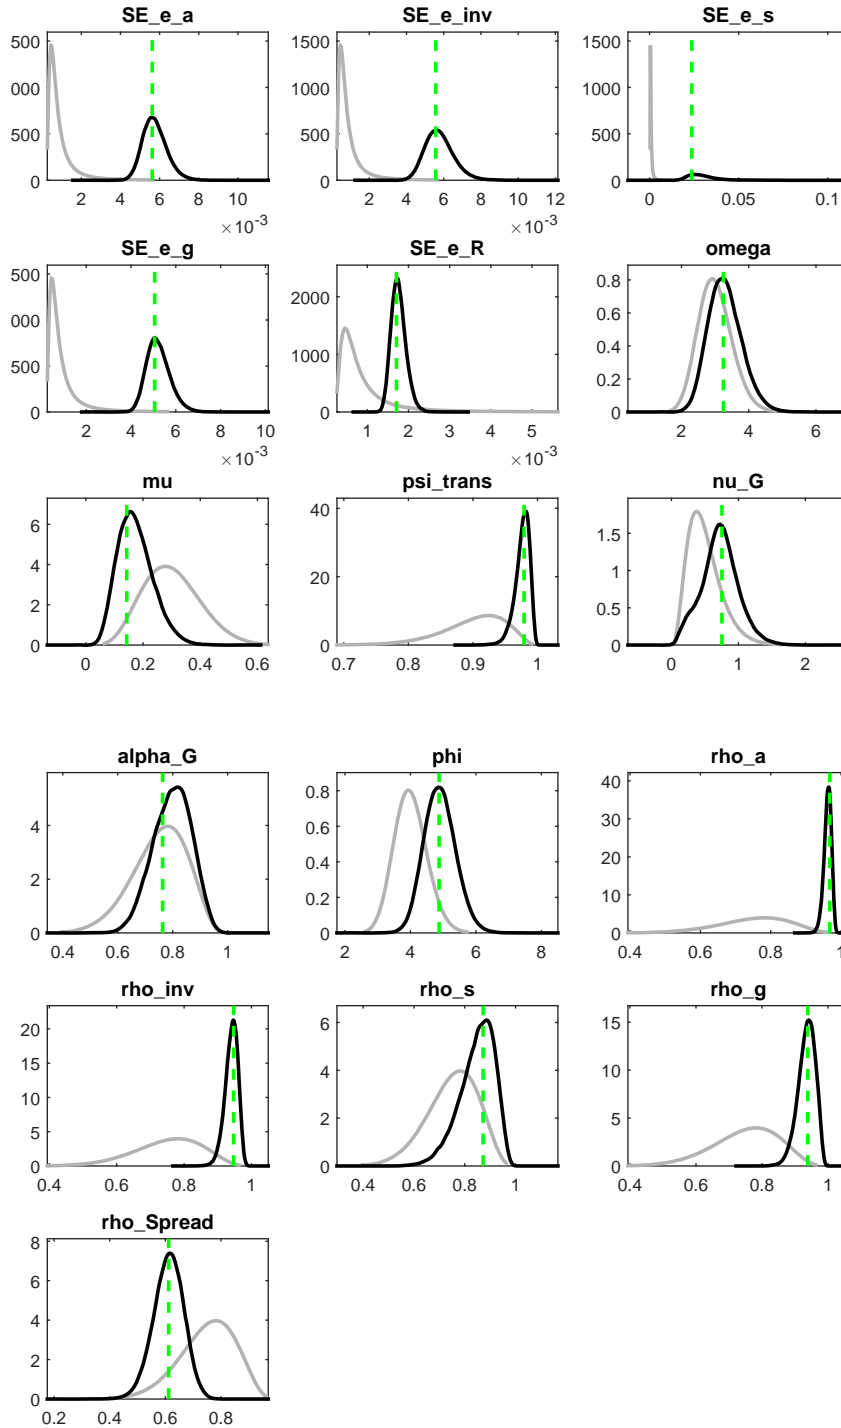 SE_e_a SE_e_inv SE_e_s
500 1500 1500
000 1000 1000
500 500 500
0 0 0
2 4 6 8 10 2 4 6 8 10 12 0 0.05 0.1
×10-3 ×10-3
SE_e_g SE_e_R omega
500 2000 0.8
000 1000 0.6
500 0.4
0.2
0 0 0
2 4 6 8 10 1 2 3 4 5 2 4 6
×10-3 ×10-3
mu psi_trans nu_G
6 40 1.5
4 20 1
2 0.5
0 0 0
0 0.2 0.4 0.6 0.7 0.8 0.9 1 0 1 2
alpha_G phi rho_a
4 0.8 40
2 0.6 30
0.4 20
0.2 10
0 0 0
0.4 0.6 0.8 1 2 4 6 8 0.4 0.6 0.8 1
rho_inv rho_s rho_g
20 6 15
15 4 10
10 2 5
5
0 0 0
0.4 0.6 0.8 1 0.4 0.6 0.8 1 0.4 0.6 0.8 1
rho_Spread
8
6
4
2
0
0.2 0.4 0.6 0.8